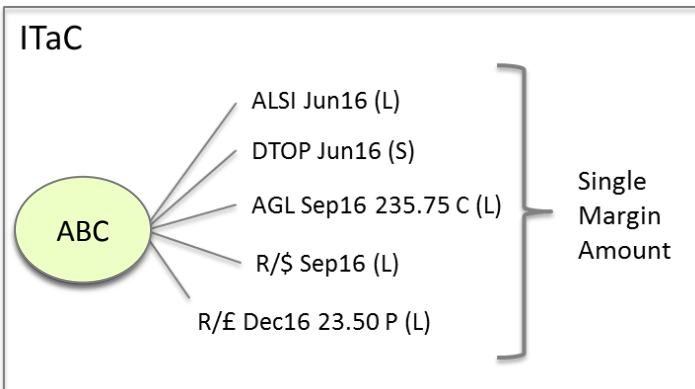 ITaC
ALSI Jun16 (L)
DTOP Jun16 (S)
AGL Sep16 235.75 C (L)
ABC
R/$ Sep16 (L)
R/£ Dec16 23.50 P (L)
Single
Margin
Amount